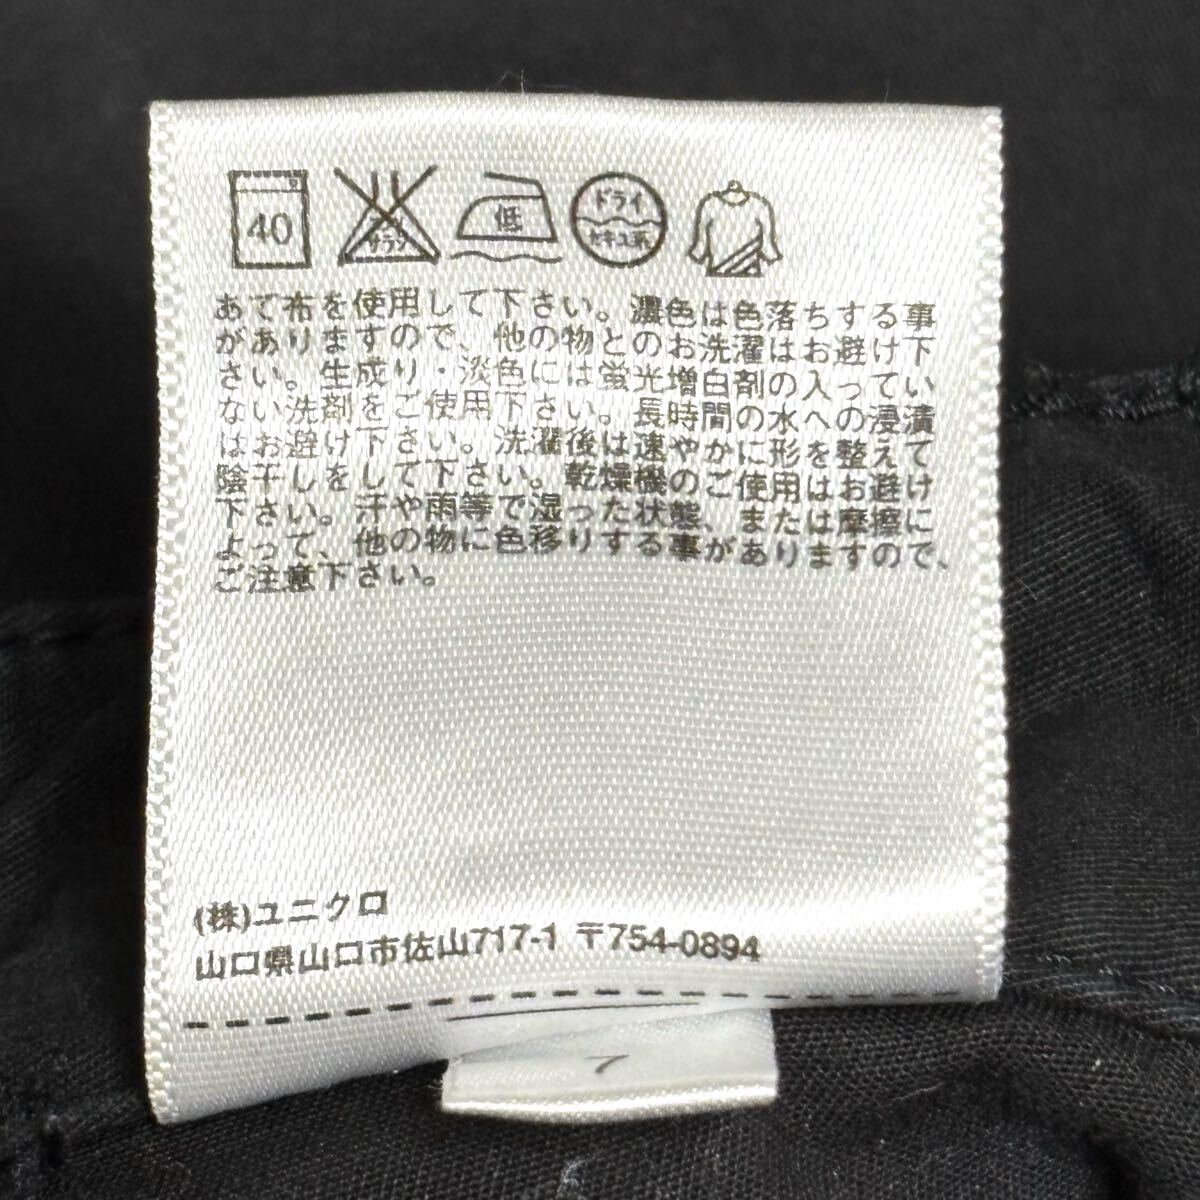 40 サラシ 低 ドライ セキユ系
あて布を使用して下さい。濃色は色落ちする事
がありますので、他の物とのお洗濯はお避け下
さい。生成り・淡色には蛍光増白剤の入ってい
ない洗剤をご使用下さい。長時間の水への浸漬
はお避け下さい。洗濯後は速やかに形を整えて
陰干しをして下さい。乾燥機のご使用はお避け
下さい。汗や雨等で湿った状態、または摩擦に
よって、他の物に色移りする事がありますので、
ご注意下さい。
(株)ユニクロ
山口県山口市佐山717-1 〒754-0894
7